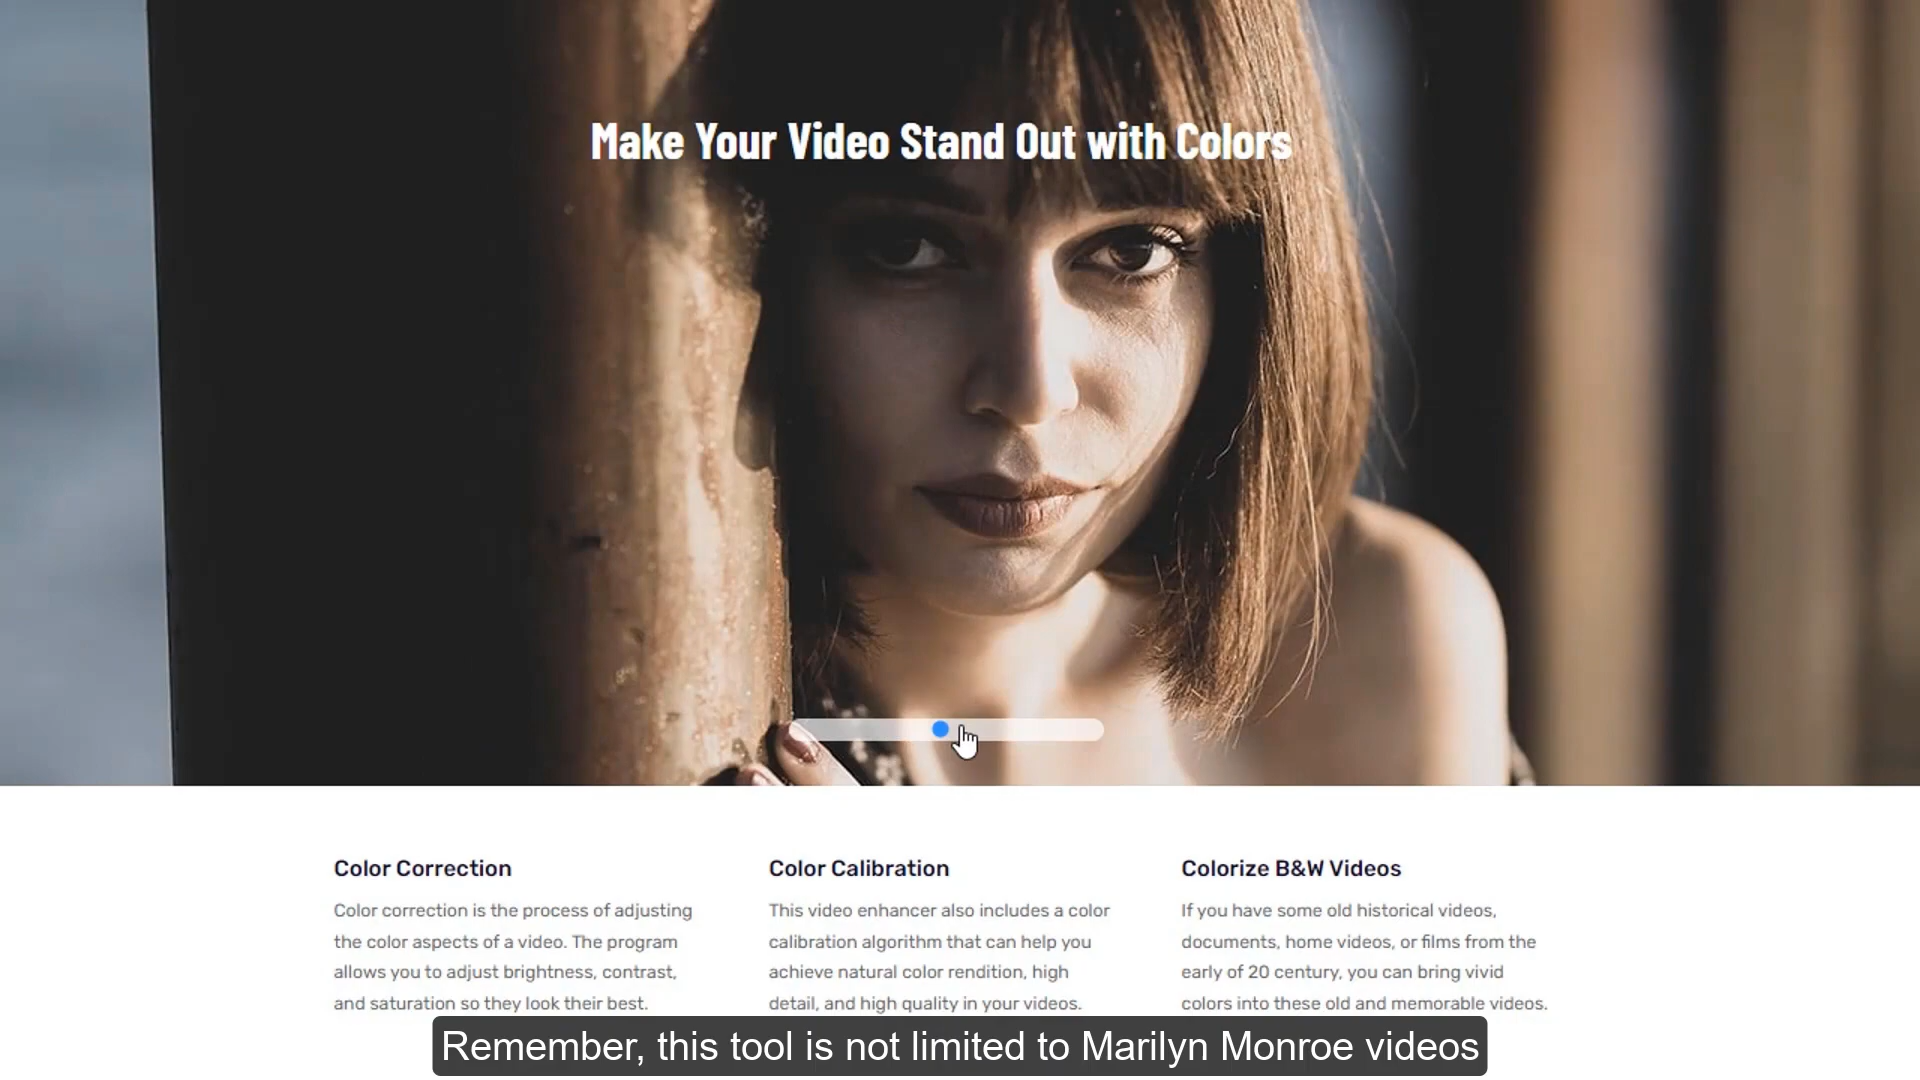 Make Your Video Stand Out with Colors
Color Correction
Color correction is the process of adjusting
the color aspects of a video. The program
allows you to adjust brightness, contrast,
and saturation so they look their best.
Color Calibration
This video enhancer also includes a color
calibration algorithm that can help you
achieve natural color rendition, high
detail, and high quality in your videos.
Colorize B&W Videos
If you have some old historical videos,
documents, home videos, or films from the
early of 20 century, you can bring vivid
colors into these old and memorable videos.
Remember, this tool is not limited to Marilyn Monroe videos